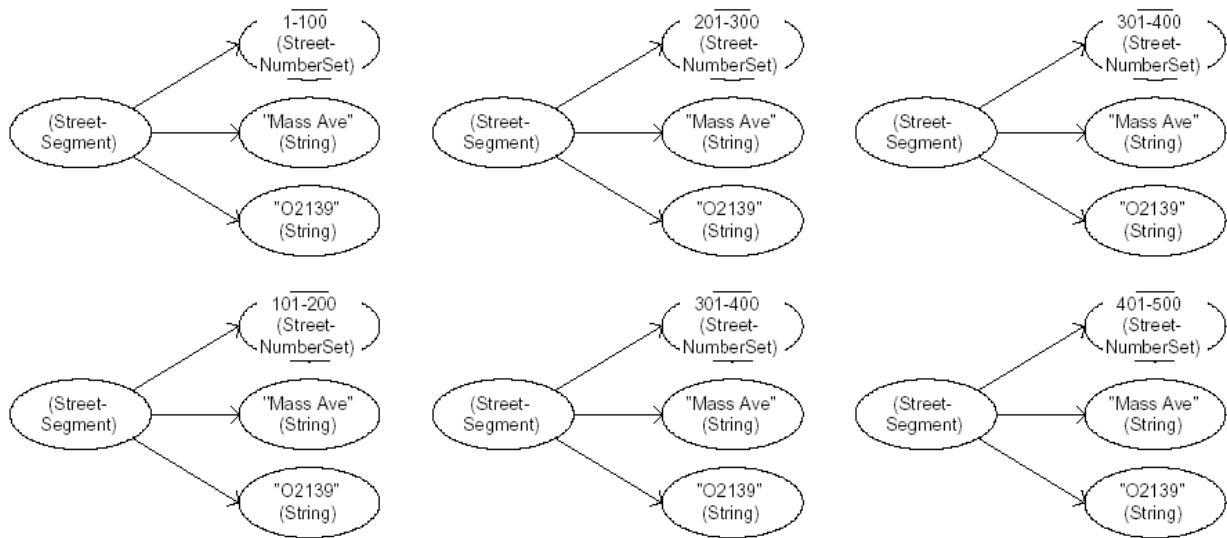 1-100
(Street-
NumberSet)
(Street-
Segment)
"Mass Ave"
(String)
"O2139"
(String)
201-300
(Street-
NumberSet)
(Street-
Segment)
"Mass Ave"
(String)
"O2139"
(String)
301-400
(Street-
NumberSet)
(Street-
Segment)
"Mass Ave"
(String)
"O2139"
(String)
101-200
(Street-
NumberSet)
(Street-
Segment)
"Mass Ave"
(String)
"O2139"
(String)
301-400
(Street-
NumberSet)
(Street-
Segment)
"Mass Ave"
(String)
"O2139"
(String)
401-500
(Street-
NumberSet)
(Street-
Segment)
"Mass Ave"
(String)
"O2139"
(String)